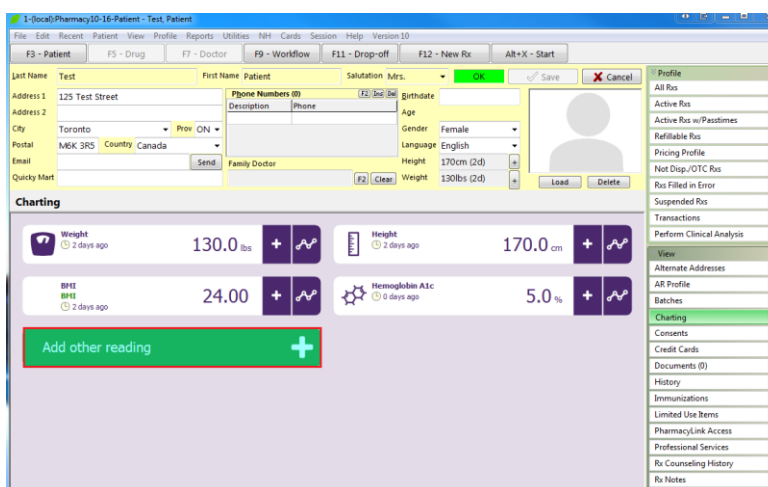 1-(local):Pharmacy10-16-Patient - Test, Patient
File Edit Recent Patient View Profile Reports Utilities NH Cards Session Help Version 10
F3 - Patient F5 - Drug F7 - Doctor F9 - Workflow F11 - Drop-off F12 - New Rx Alt+X - Start
Last Name Test First Name Patient Salutation Mrs. OK Save Cancel
Address 1 125 Test Street Phone Numbers (0) F2 Ins Del Birthdate
Description Phone
Address 2 Age
City Toronto Prov ON Gender Female
Postal M6K 3R5 Country Canada Language English
Email Send Family Doctor Height 170cm (2d) +
Quicky Mart F2 Clear Weight 130lbs (2d) + Load Delete
Charting
Weight
2 days ago
130.0 lbs +
Height
2 days ago
170.0 cm +
BMI
BMI
2 days ago
24.00 +
Hemoglobin A1c
0 days ago
5.0 % +
Add other reading +
Profile
All Rxs
Active Rxs
Active Rxs w/Passtimes
Refillable Rxs
Pricing Profile
Not Disp./OTC Rxs
Rxs Filled in Error
Suspended Rxs
Transactions
Perform Clinical Analysis
View
Alternate Addresses
AR Profile
Batches
Charting
Consents
Credit Cards
Documents (0)
History
Immunizations
Limited Use Items
PharmacyLink Access
Professional Services
Rx Counseling History
Rx Notes